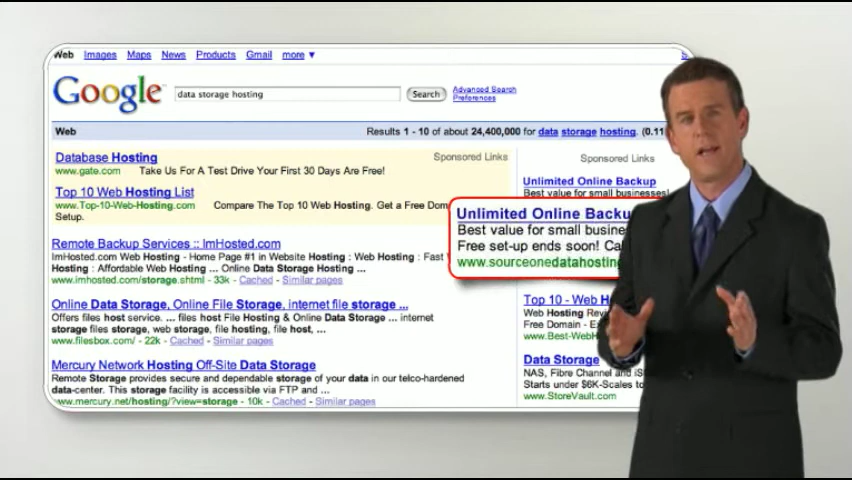 Web Images Maps News Products Gmail more ▼
Google data storage hosting Search Advanced Search
Preferences
Web Results 1 - 10 of about 24,400,000 for data storage hosting. (0.11
Database Hosting
www.gate.com Take Us For A Test Drive Your First 30 Days Are Free!
Top 10 Web Hosting List
www.Top-10-Web-Hosting.com Compare The Top 10 Web Hosting. Get a Free
Setup.
Sponsored Links
Remote Backup Services :: ImHosted.com
ImHosted.com Web Hosting - Home Page #1 in Website Hosting : Web Hosting : Fast
Hosting : Affordable Web Hosting ... Online Data Storage Hosting ...
www.imhosted.com/storage.shtml - 33k - Cached - Similar pages
Online Data Storage, Online File Storage, internet file storage ...
Offers files host service. ... files host File Hosting & Online Data Storage ... internet
storage files storage, web storage, file hosting, file host, ...
www.filesbox.com/ - 22k - Cached - Similar pages
Mercury Network Hosting Off-Site Data Storage
Remote Storage provides secure and dependable storage of your data in our telco-hardened
data-center. This storage facility is accessible via FTP and ...
www.mercury.net/hosting/?view=storage - 10k - Cached - Similar pages
Sponsored Links
Unlimited Online Backup
Best value for small businesses!
Unlimited Online
Best value for small
Free set-up ends soon!
www.sourceonedatahosting
Top 10 - Web
Web Hosting
Free Domain -
Data Storage
NAS, Fibre Channel and
Starts under $6K-Scales to
www.StoreVault.com